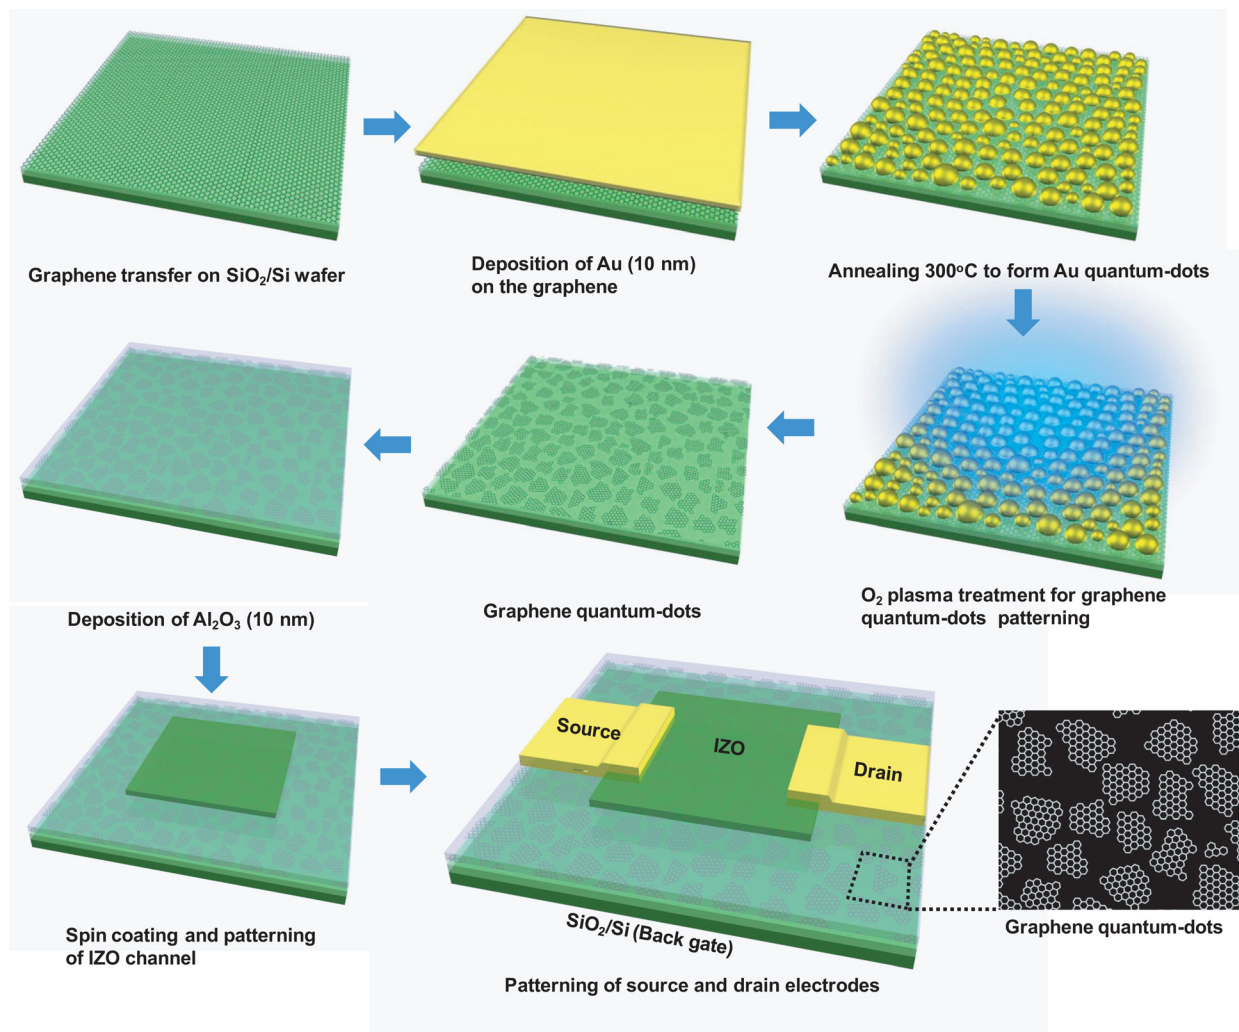 Graphene transfer on SiO₂/Si wafer
Deposition of Au (10 nm)
on the graphene
Annealing 300°C to form Au quantum-dots
O₂ plasma treatment for graphene
quantum-dots patterning
Graphene quantum-dots
Deposition of Al₂O₃ (10 nm)
Spin coating and patterning
of IZO channel
Source
IZO
Drain
SiO₂/Si (Back gate)
Patterning of source and drain electrodes
Graphene quantum-dots